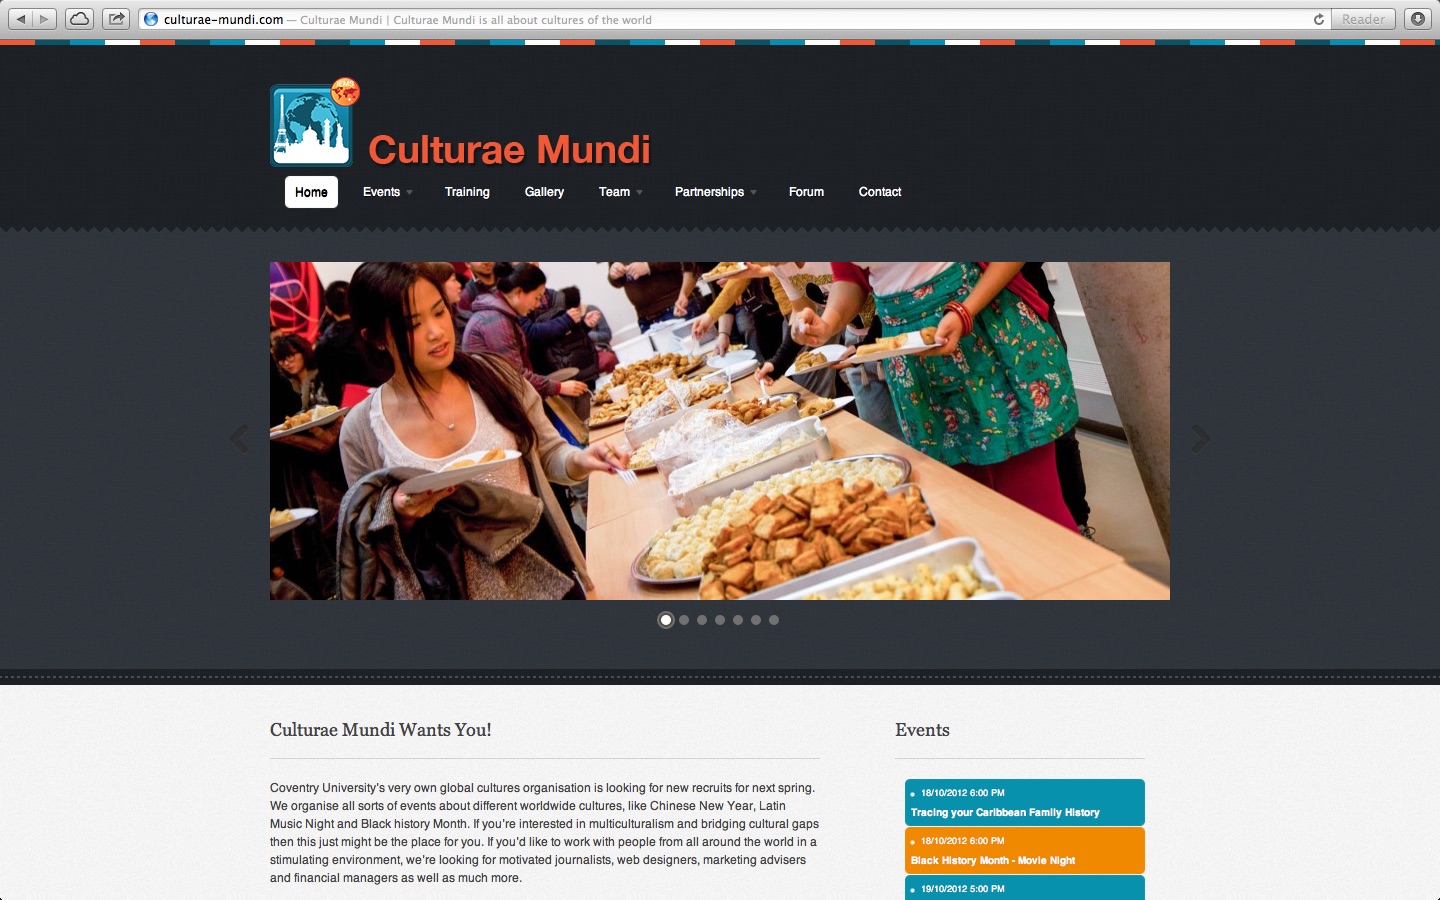 culturae-mundi.com — Culturae Mundi | Culturae Mundi is all about cultures of the world
Reader
Culturae Mundi
Home Events Training Gallery Team Partnerships Forum Contact
Culturae Mundi Wants You!
Coventry University's very own global cultures organisation is looking for new recruits for next spring.
We organise all sorts of events about different worldwide cultures, like Chinese New Year, Latin
Music Night and Black history Month. If you're interested in multiculturalism and bridging cultural gaps
then this just might be the place for you. If you'd like to work with people from all around the world in a
stimulating environment, we're looking for motivated journalists, web designers, marketing advisers
and financial managers as well as much more.
Events
18/10/2012 6:00 PM
Tracing your Caribbean Family History
18/10/2012 6:00 PM
Black History Month - Movie Night
19/10/2012 5:00 PM